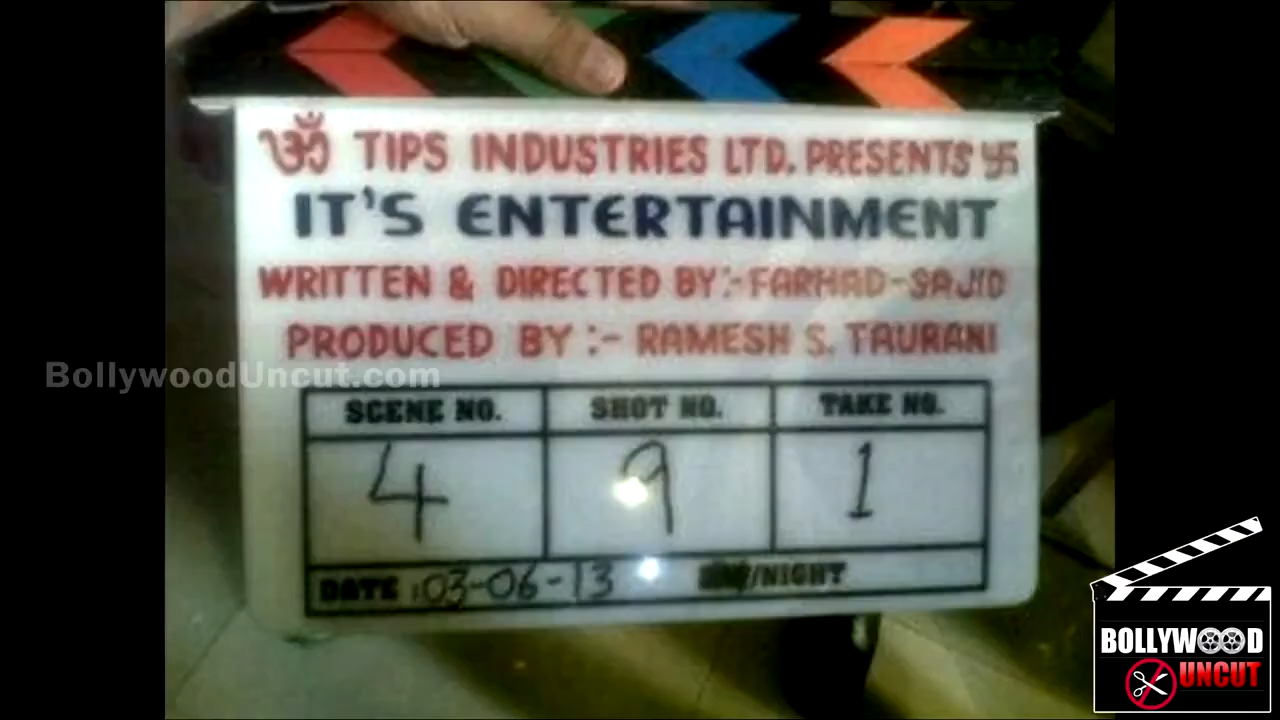 ॐ TIPS INDUSTRIES LTD. PRESENTS 卐
IT'S ENTERTAINMENT
WRITTEN & DIRECTED BY:-FARHAD-SAJID
PRODUCED BY :- RAMESH S. TAURANI
BollywoodUncut.com
SCENE NO. SHOT NO. TAKE NO.
4 9 1
DATE :03-06-13 /NIGHT
BOLLYWOOD
UNCUT